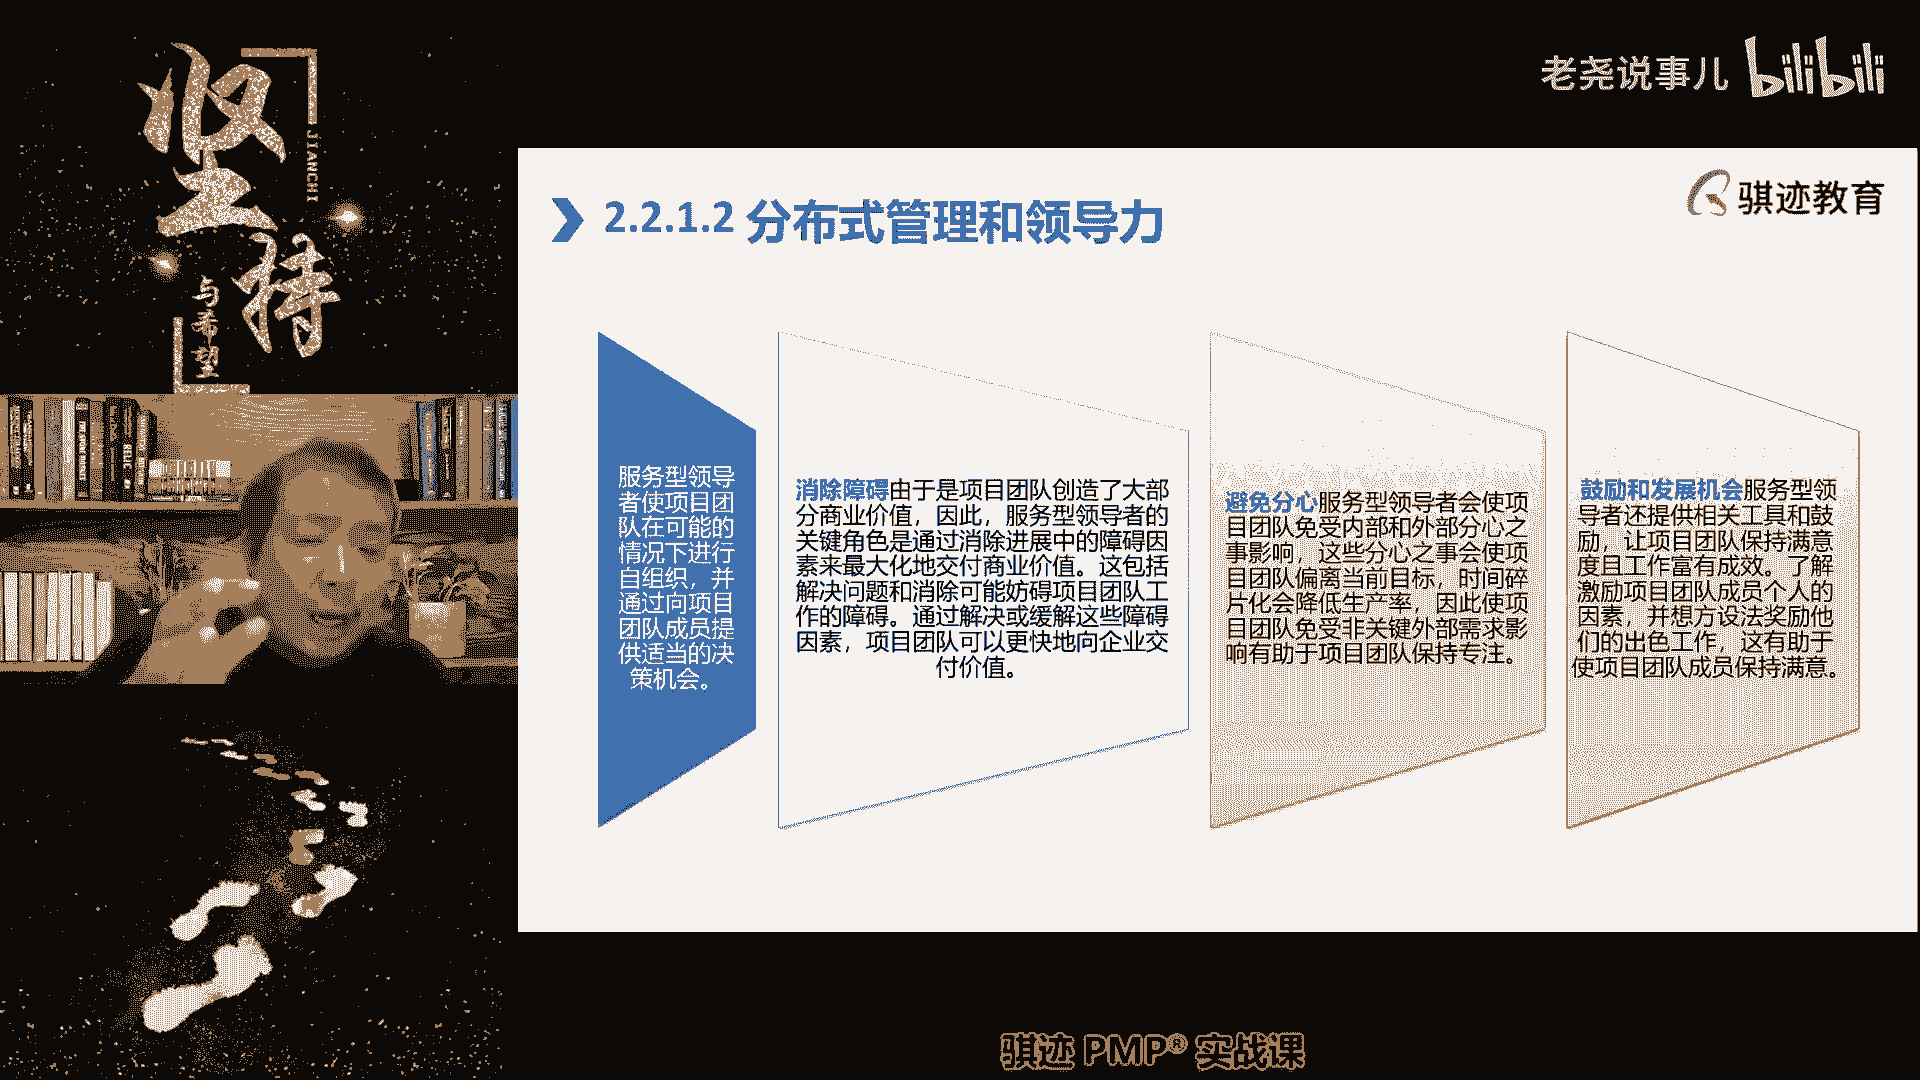 坚
持
JIANCHI
与
希
望
老尧说事儿 bilibili
骐迹教育
2.2.1.2 分布式管理和领导力
服务型领导
者使项目团
队在可能的
情况下进行
自组织，并
通过向项目
团队成员提
供适当的决
策机会。
消除障碍由于是项目团队创造了大部
分商业价值，因此，服务型领导者的
关键角色是通过消除进展中的障碍因
素来最大化地交付商业价值。这包括
解决问题和消除可能妨碍项目团队工
作的障碍。通过解决或缓解这些障碍
因素，项目团队可以更快地向企业交
付价值。
避免分心服务型领导者会使项
目团队免受内部和外部分心之
事影响，这些分心之事会使项
目团队偏离当前目标，时间碎
片化会降低生产率，因此使项
目团队免受非关键外部需求影
响有助于项目团队保持专注。
鼓励和发展机会服务型领
导者还提供相关工具和鼓
励，让项目团队保持满意
度且工作富有成效。了解
激励项目团队成员个人的
因素，并想方设法奖励他
们的出色工作，这有助于
使项目团队成员保持满意。
骐迹 PMP® 实战课